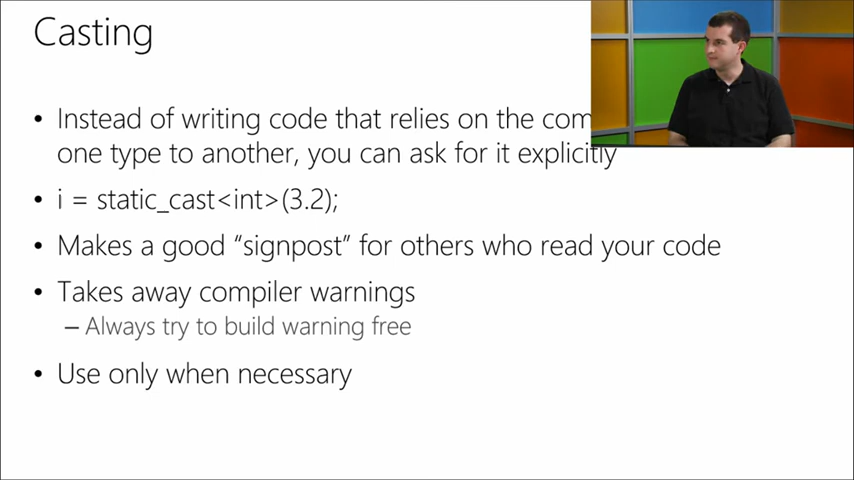 Casting
• Instead of writing code that relies on the
one type to another, you can ask for it explicitly
• i = static_cast<int>(3.2);
• Makes a good “signpost” for others who read your code
• Takes away compiler warnings
– Always try to build warning free
• Use only when necessary